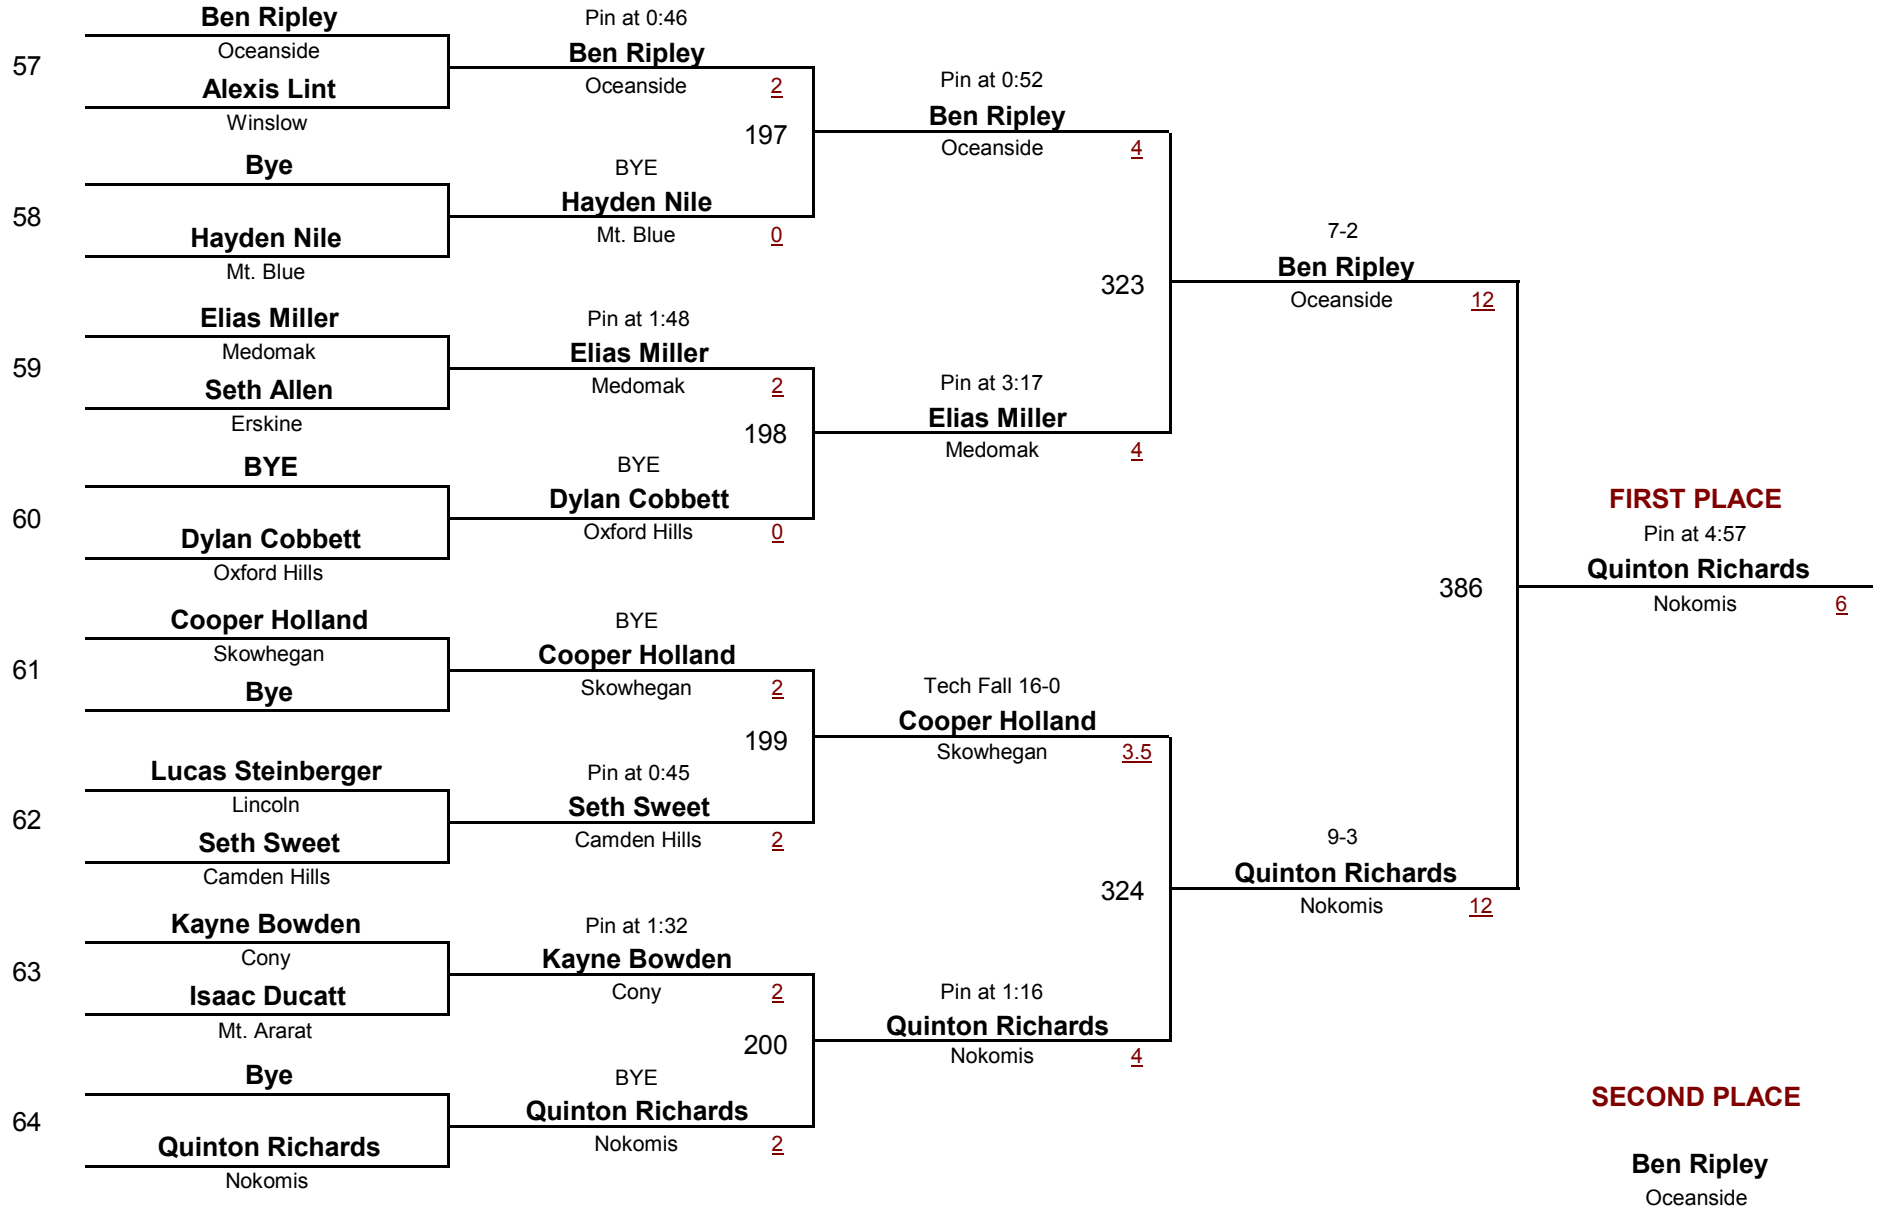 Ben Ripley
Oceanside
57
Alexis Lint
Winslow
Bye
58
Hayden Nile
Mt. Blue
Elias Miller
Medomak
59
Seth Allen
Erskine
BYE
60
Dylan Cobbett
Oxford Hills
Cooper Holland
Skowhegan
61
Bye
Lucas Steinberger
Lincoln
62
Seth Sweet
Camden Hills
Kayne Bowden
Cony
63
Isaac Ducatt
Mt. Ararat
Bye
64
Quinton Richards
Nokomis
Pin at 0:46
Ben Ripley
Oceanside 2
197
BYE
Hayden Nile
Mt. Blue 0
Pin at 1:48
Elias Miller
Medomak 2
198
BYE
Dylan Cobbett
Oxford Hills 0
BYE
Cooper Holland
Skowhegan 2
199
Pin at 0:45
Seth Sweet
Camden Hills 2
Pin at 1:32
Kayne Bowden
Cony 2
200
BYE
Quinton Richards
Nokomis 2
Pin at 0:52
Ben Ripley
Oceanside 4
323
Pin at 3:17
Elias Miller
Medomak 4
Tech Fall 16-0
Cooper Holland
Skowhegan 3.5
324
Pin at 1:16
Quinton Richards
Nokomis 4
7-2
Ben Ripley
Oceanside 12
386
9-3
Quinton Richards
Nokomis 12
FIRST PLACE
Pin at 4:57
Quinton Richards
Nokomis 6
SECOND PLACE
Ben Ripley
Oceanside